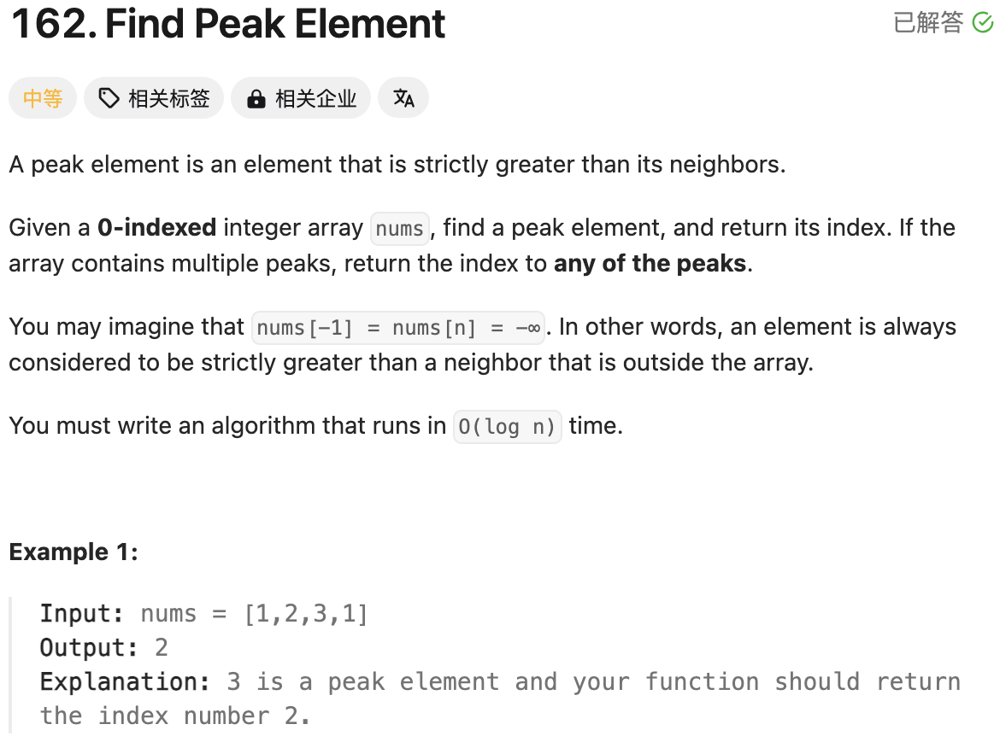 162. Find Peak Element
已解答
中等
相关标签
相关企业
A peak element is an element that is strictly greater than its neighbors.
Given a 0-indexed integer array nums, find a peak element, and return its index. If the
array contains multiple peaks, return the index to any of the peaks.
You may imagine that nums[-1] = nums[n] = -∞. In other words, an element is always
considered to be strictly greater than a neighbor that is outside the array.
You must write an algorithm that runs in O(log n) time.
Example 1:
Input: nums = [1,2,3,1]
Output: 2
Explanation: 3 is a peak element and your function should return
the index number 2.